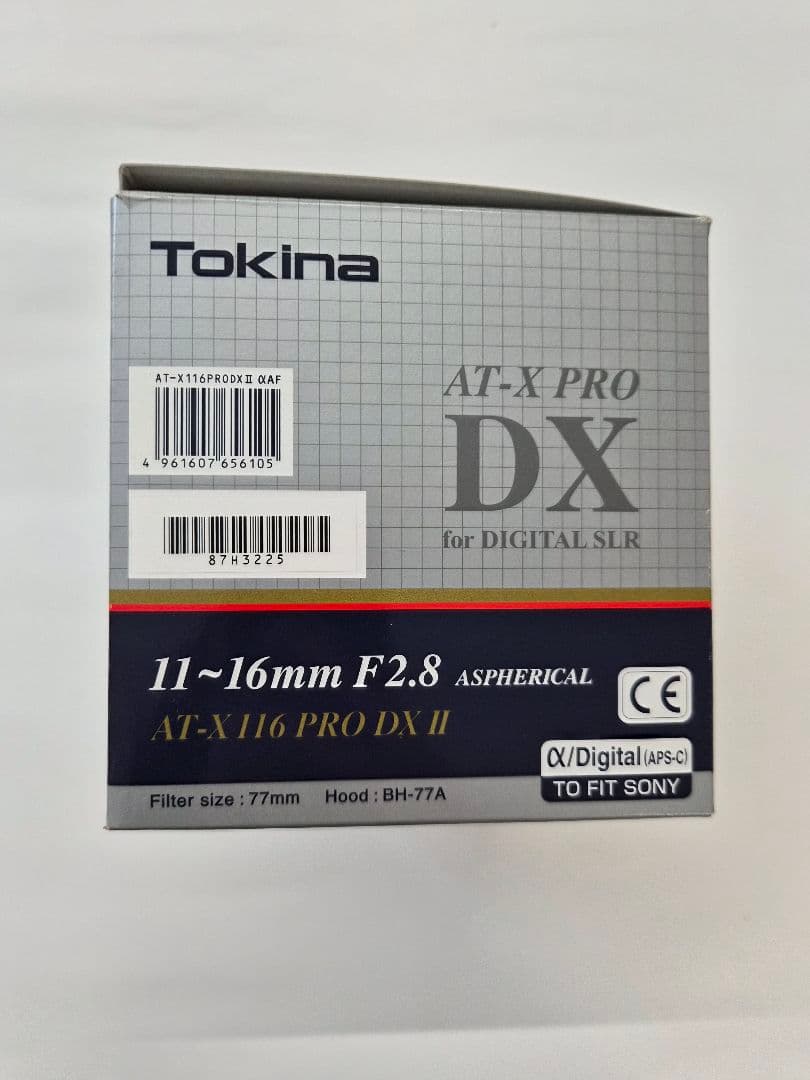 Tokina
AT-X116PRODXⅡ αAF
4 961607 656105
87H3225
AT-X PRO
DX
for DIGITAL SLR
11~16mm F2.8 ASPHERICAL
AT-X 116 PRO DX II
CE
α/Digital (APS-C)
TO FIT SONY
Filter size : 77mm Hood : BH-77A